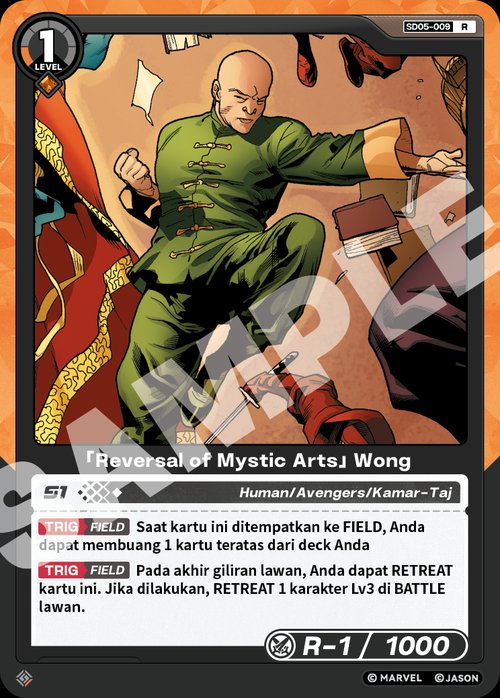 SD05-009 R
1
LEVEL
SAMPLE
「Reversal of Mystic Arts」 Wong
S1
Human/Avengers/Kamar-Taj
TRIG FIELD Saat kartu ini ditempatkan ke FIELD, Anda
dapat membuang 1 kartu teratas dari deck Anda
TRIG FIELD Pada akhir giliran lawan, Anda dapat RETREAT
kartu ini. Jika dilakukan, RETREAT 1 karakter Lv3 di BATTLE
lawan.
R-1 / 1000
© MARVEL © JASON